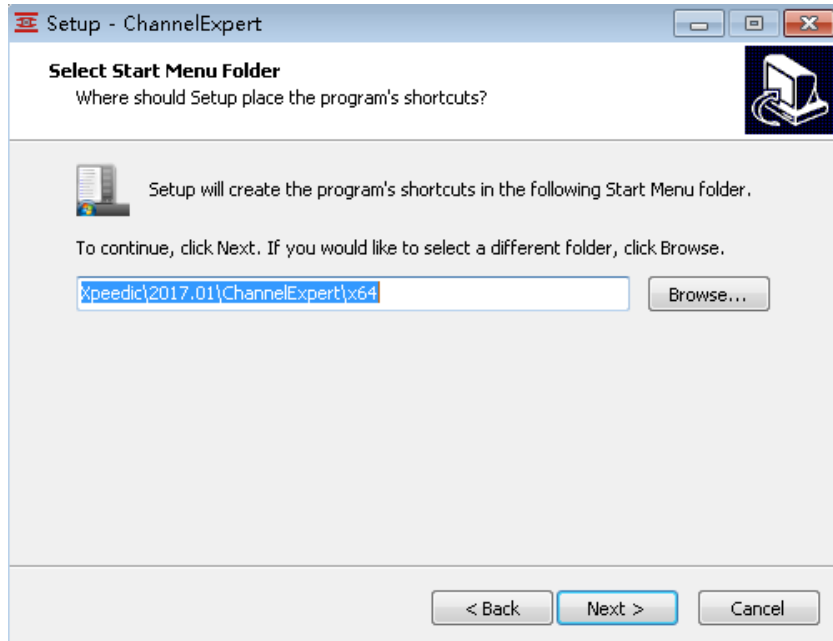 Setup - ChannelExpert
Select Start Menu Folder
Where should Setup place the program's shortcuts?
Setup will create the program's shortcuts in the following Start Menu folder.
To continue, click Next. If you would like to select a different folder, click Browse.
Xpeedic\2017.01\ChannelExpert\x64
Browse...
< Back
Next >
Cancel